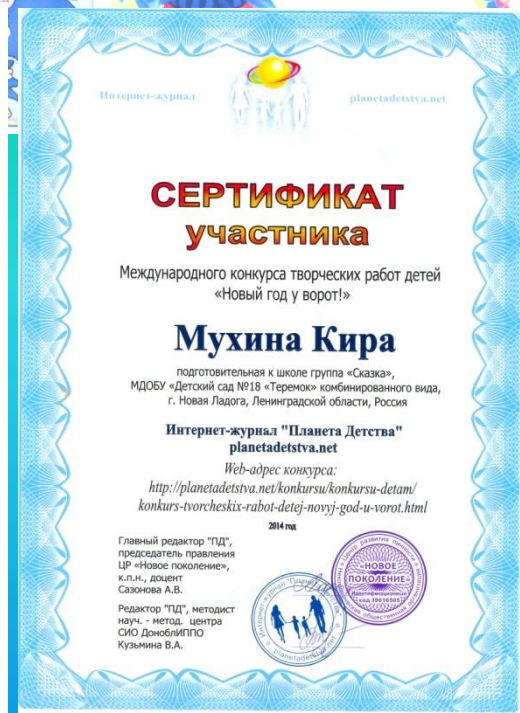 Интернет-журнал
planetadetstva.net
СЕРТИФИКАТ
участника
Международного конкурса творческих работ детей
«Новый год у ворот!»
Мухина Кира
подготовительная к школе группа «Сказка»,
МДОБУ «Детский сад №18 «Теремок» комбинированного вида,
г. Новая Ладога, Ленинградской области, Россия
Интернет-журнал "Планета Детства"
planetadetstva.net
Web-адрес конкурса:
http://planetadetstva.net/konkursu/konkursu-detam/
konkurs-tvorcheskix-rabot-detej-novyj-god-u-vorot.html
2014 год
Главный редактор "ПД",
председатель правления
ЦР «Новое поколение»,
к.п.н., доцент
Сазонова А.В.
Редактор "ПД", методист
науч. - метод. центра
СИО ДоноблИППО
Кузьмина В.А.
«НОВОЕ
ПОКОЛЕНИЕ»
Идентификационный
код